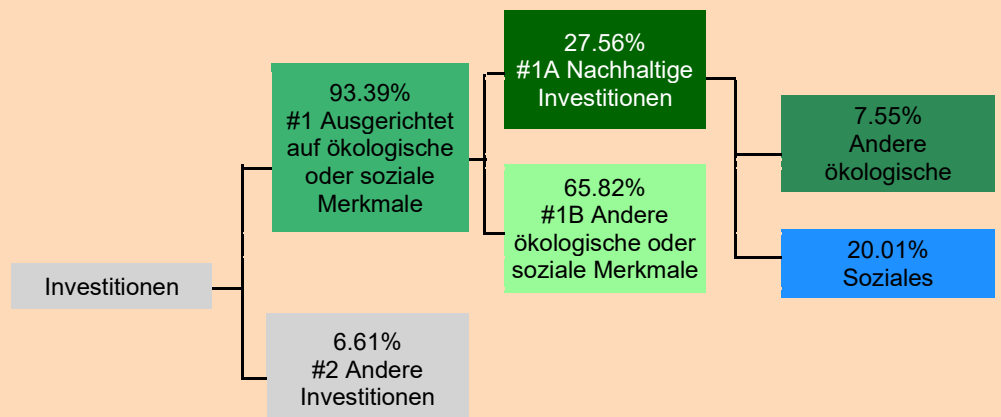 Investitionen
93.39%
#1 Ausgerichtet
auf ökologische
oder soziale
Merkmale
6.61%
#2 Andere
Investitionen
27.56%
#1A Nachhaltige
Investitionen
65.82%
#1B Andere
ökologische oder
soziale Merkmale
7.55%
Andere
ökologische
20.01%
Soziales